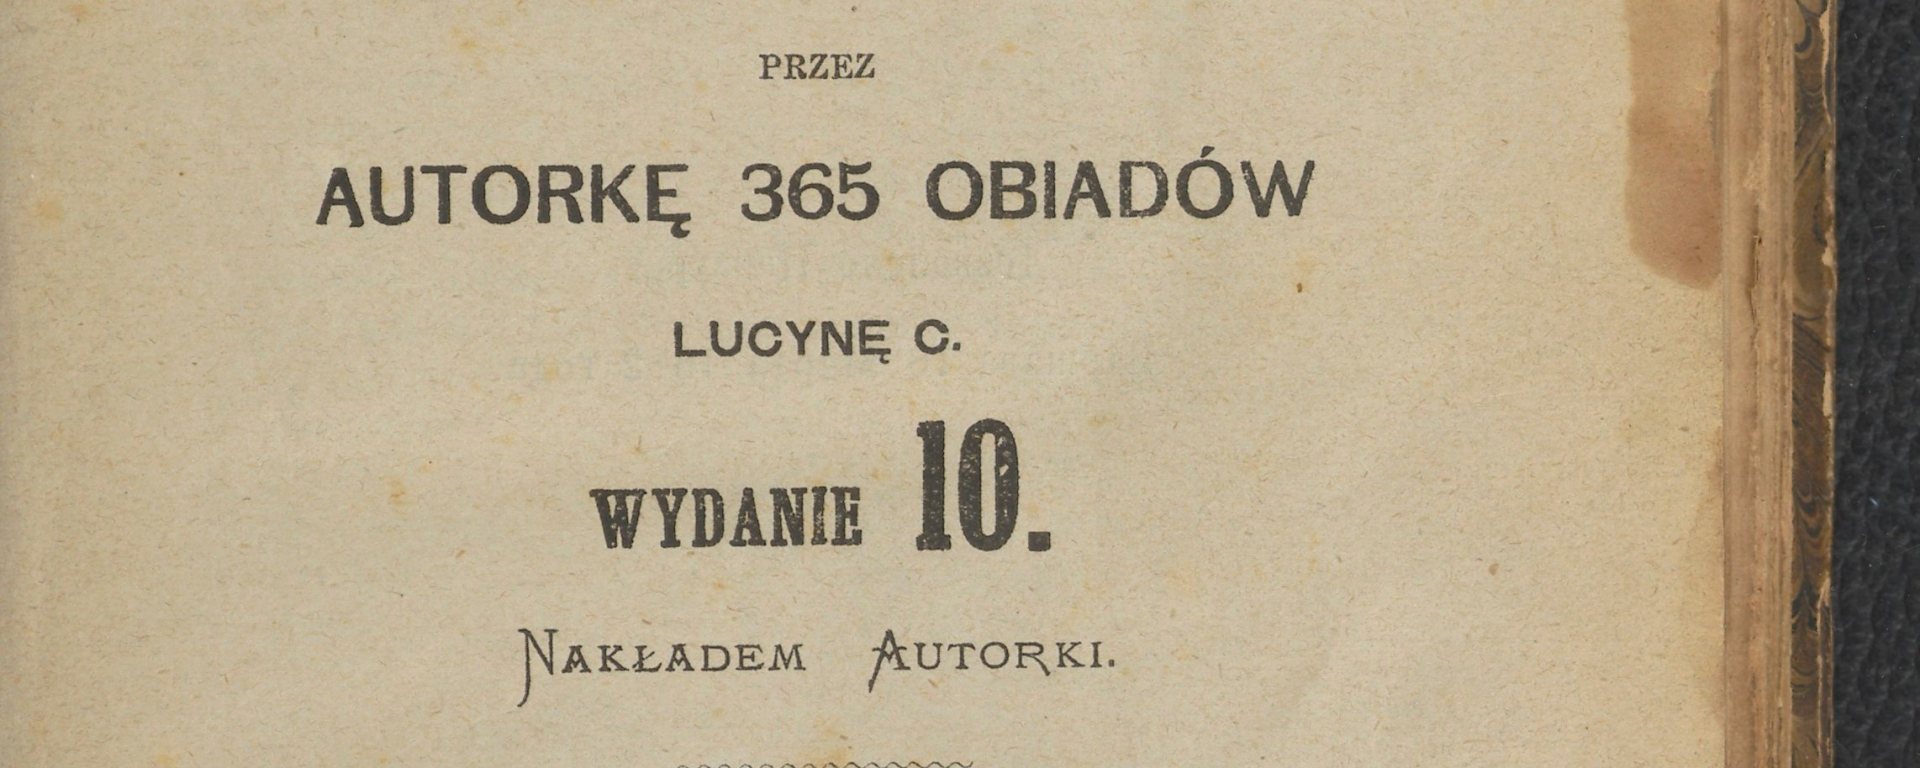 PRZEZ
AUTORKĘ 365 OBIADÓW
LUCYNĘ C.
WYDANIE 10.
NAKŁADEM AUTORKI.